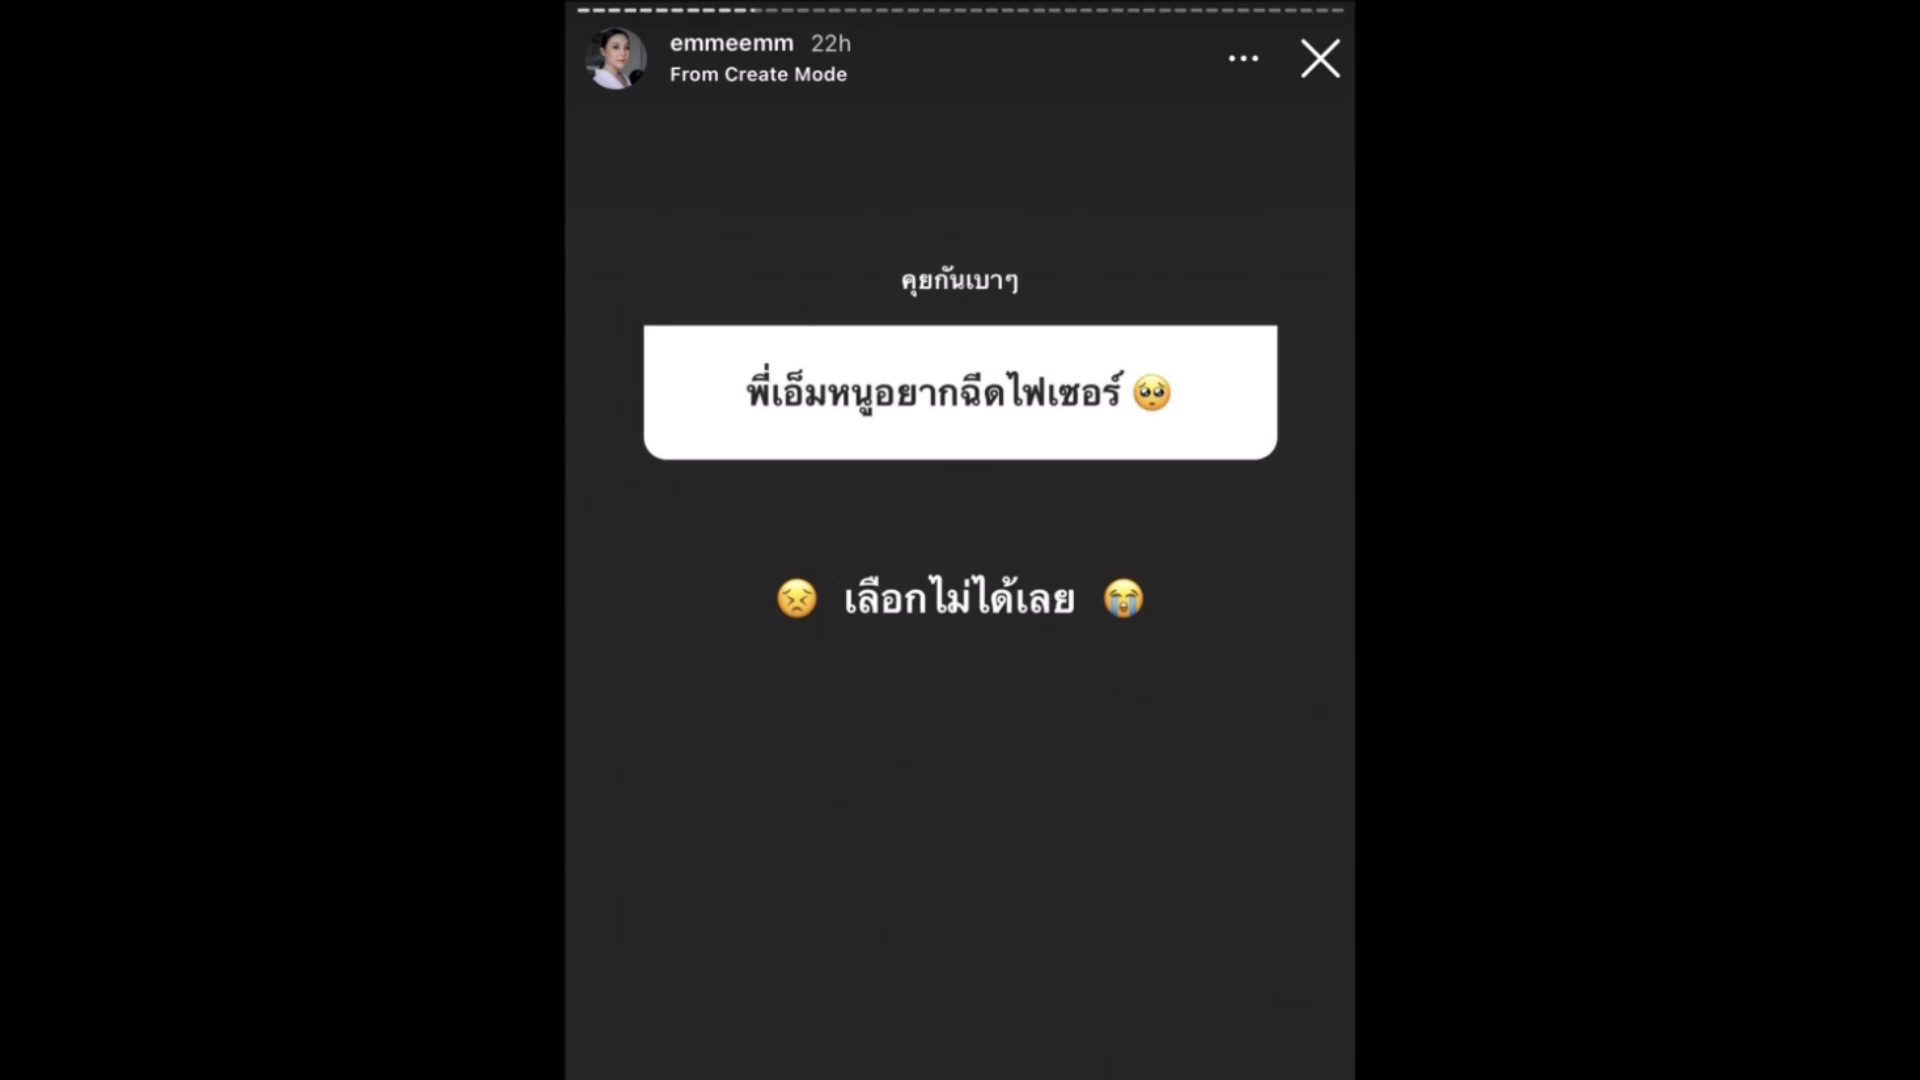 emmeemm 22h
From Create Mode
คุยกันเบาๆ
พี่เอ็มหนูอยากฉีดไฟเซอร์ 🥺
😣 เลือกไม่ได้เลย 😭